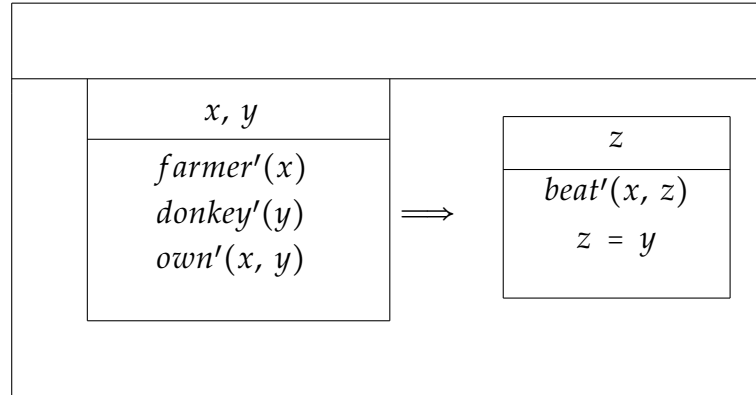 x, y
farmer′(x)
donkey′(y)
own′(x, y)
⟹
z
beat′(x, z)
z = y